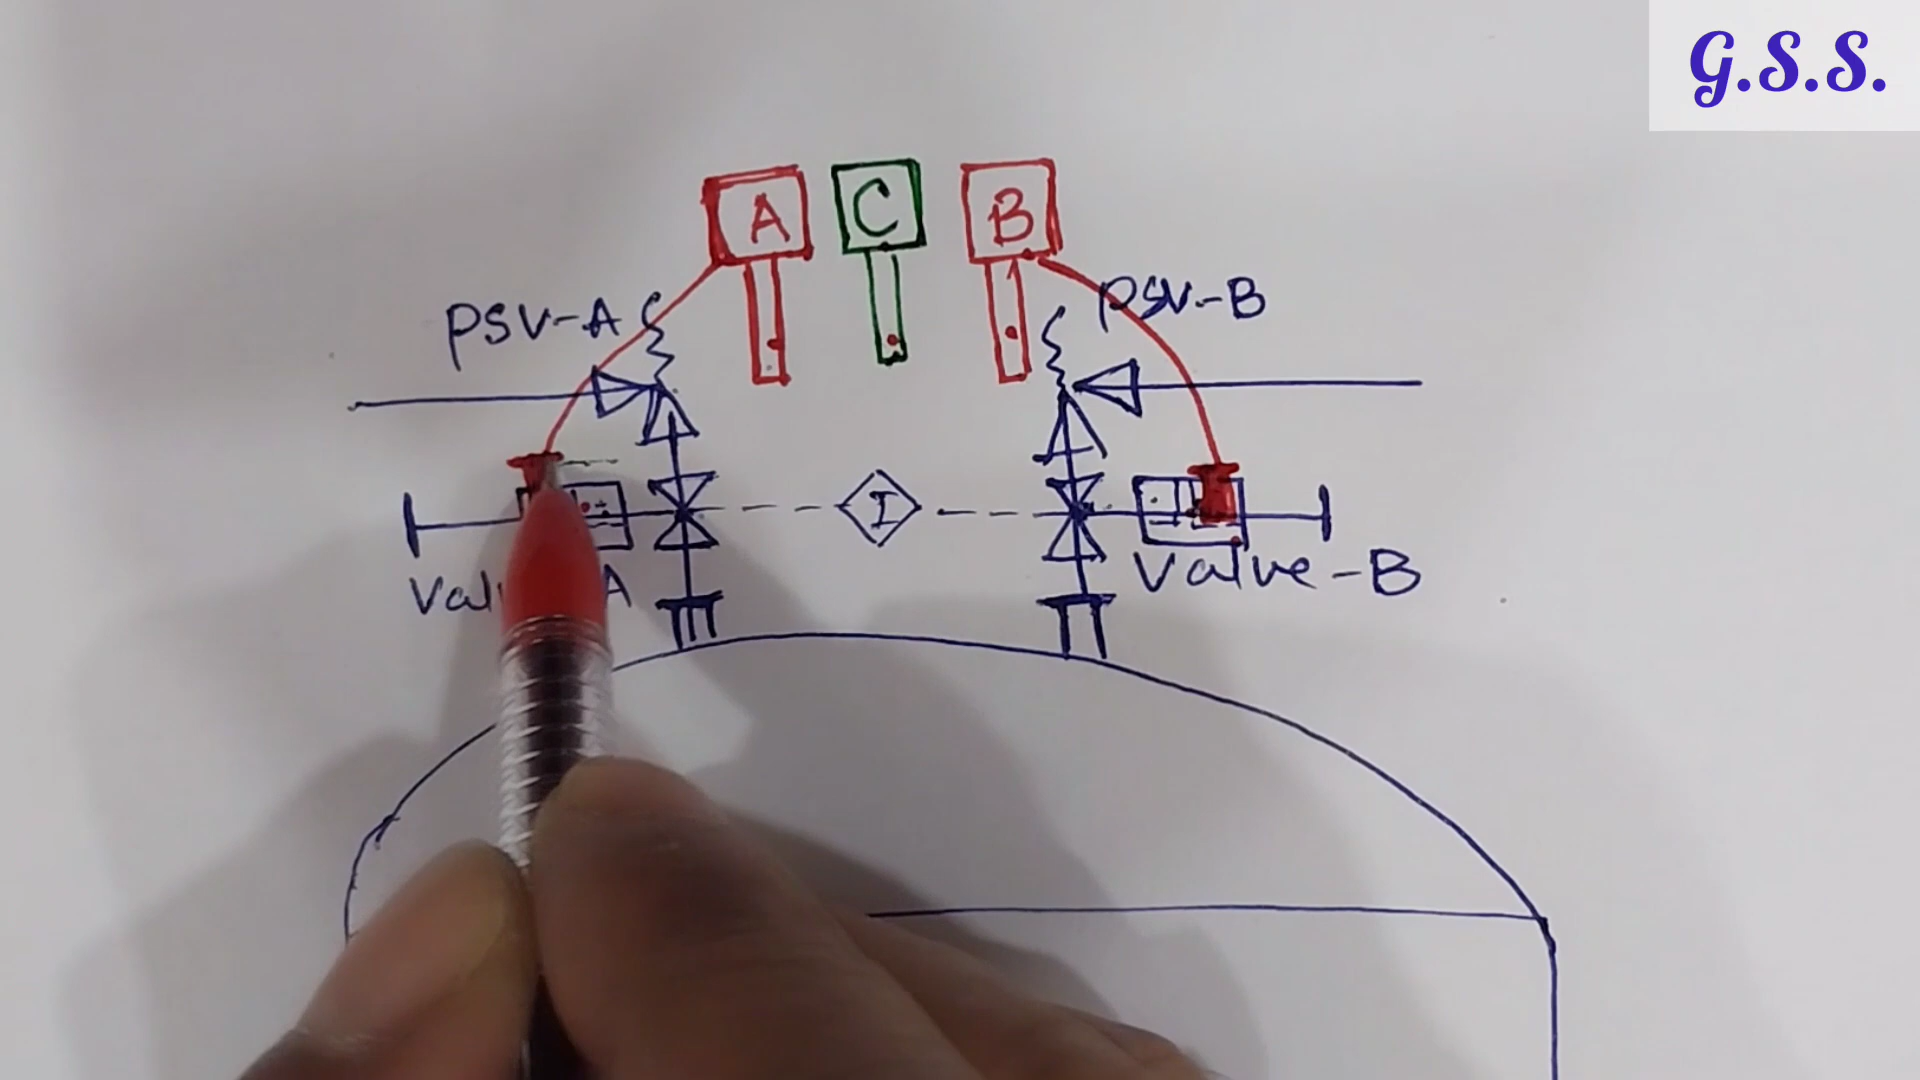 G.S.S.
A C B
PSV-A
PSV-B
I
Valve-B
A